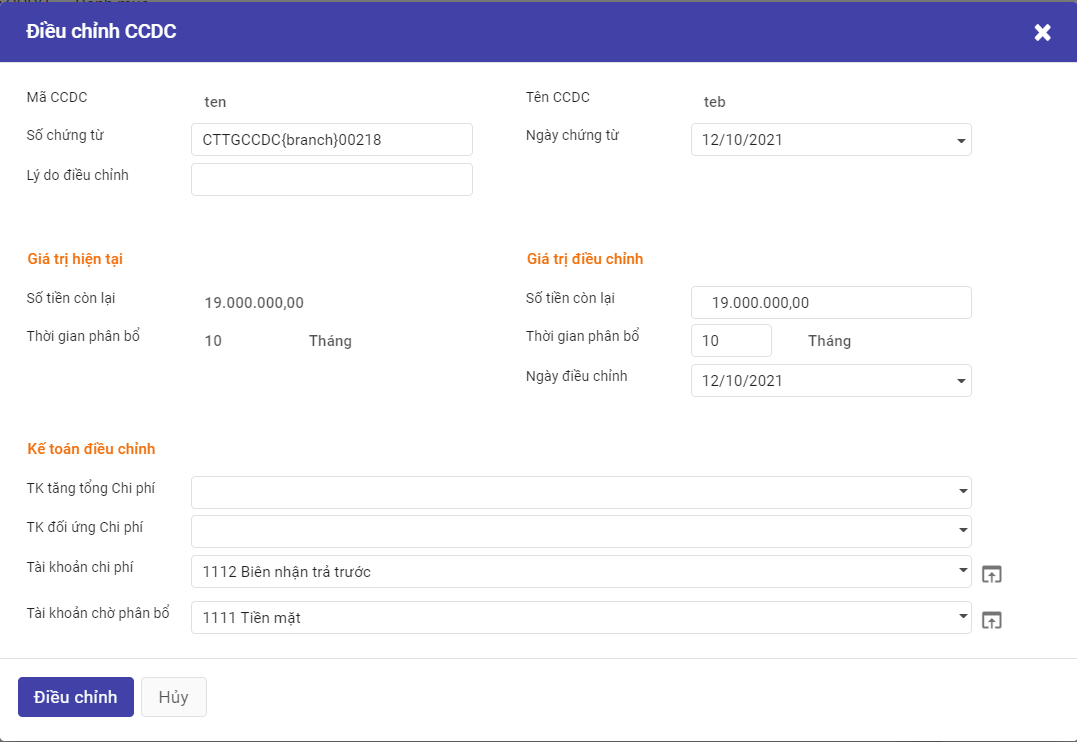 Điều chỉnh CCDC
Mã CCDC ten Tên CCDC teb
Số chứng từ CTTGCCDC{branch}00218 Ngày chứng từ 12/10/2021
Lý do điều chỉnh
Giá trị hiện tại Giá trị điều chỉnh
Số tiền còn lại 19.000.000,00 Số tiền còn lại 19.000.000,00
Thời gian phân bổ 10 Tháng Thời gian phân bổ 10 Tháng
Ngày điều chỉnh 12/10/2021
Kế toán điều chỉnh
TK tăng tổng Chi phí
TK đối ứng Chi phí
Tài khoản chi phí 1112 Biên nhận trả trước
Tài khoản chờ phân bổ 1111 Tiền mặt
Điều chỉnh Hủy